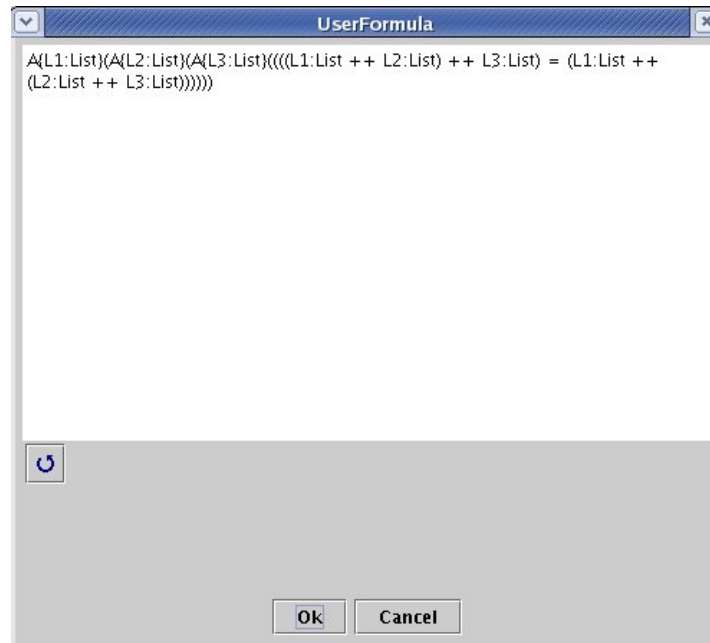 UserFormula
A{L1:List}(A{L2:List}(A{L3:List}((((L1:List ++ L2:List) ++ L3:List) = (L1:List ++
(L2:List ++ L3:List))))))
Ok Cancel